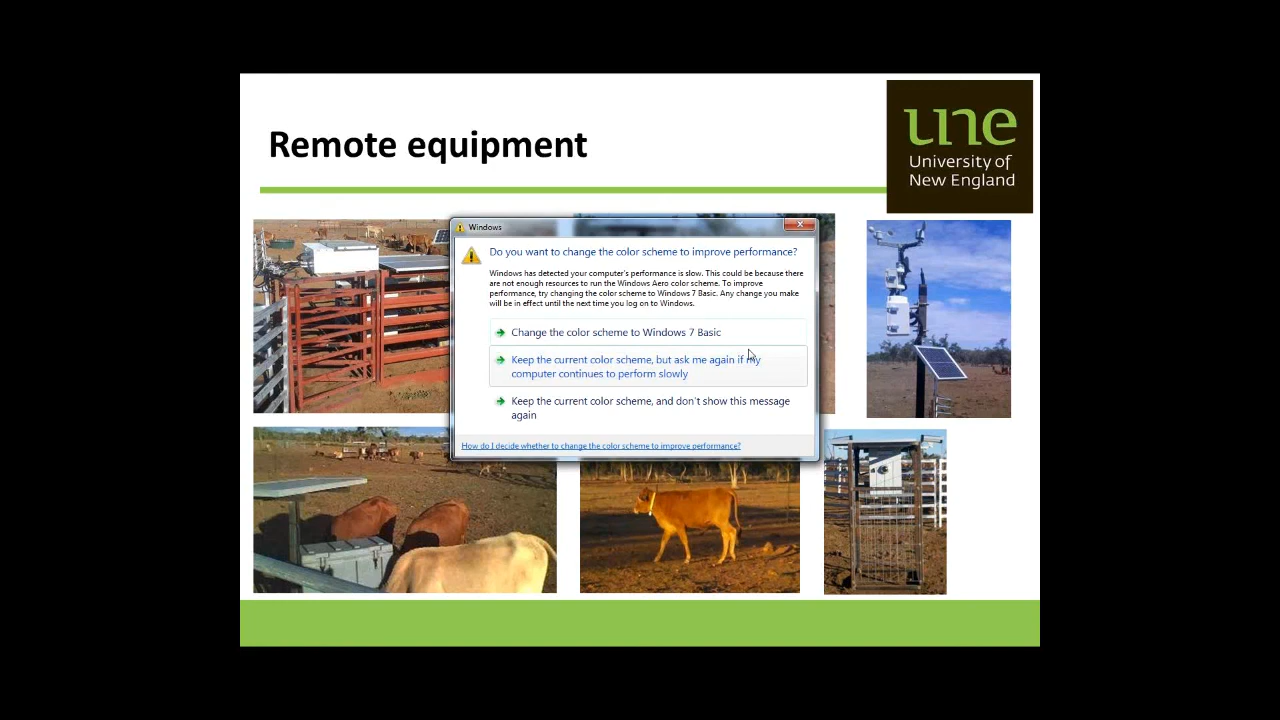 Remote equipment
une
University of
New England
Windows
Do you want to change the color scheme to improve performance?
Windows has detected your computer's performance is slow. This could be because there
are not enough resources to run the Windows Aero color scheme. To improve
performance, try changing the color scheme to Windows 7 Basic. Any change you make
will be in effect until the next time you log on to Windows.
Change the color scheme to Windows 7 Basic
Keep the current color scheme, but ask me again if my
computer continues to perform slowly
Keep the current color scheme, and don't show this message
again
How do I decide whether to change the color scheme to improve performance?